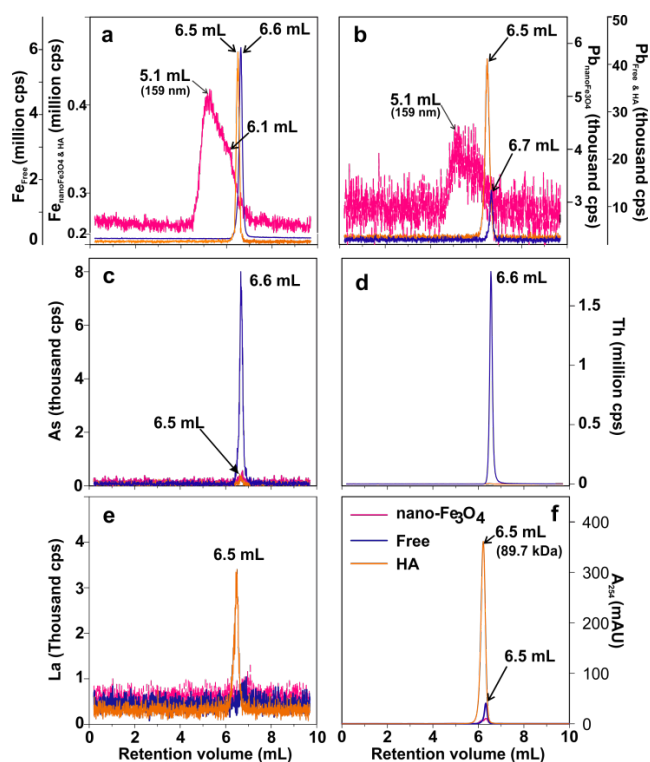 a
6.5 mL
6.6 mL
5.1 mL
(159 nm)
6.1 mL
Fe_Free (million cps)
6
5
4
3
2
1
0
Fe_nanoFe3O4 & HA (million cps)
0.4
0.3
0.2
b
6.5 mL
5.1 mL
(159 nm)
6.7 mL
6
5
4
3
Pb_nanoFe3O4 (thousand cps)
50
40
30
20
10
Pb_Free & HA (thousand cps)
c
6.6 mL
6.5 mL
As (thousand cps)
8
6
4
2
0
d
6.6 mL
1.5
1
0.5
0
Th (million cps)
e
6.5 mL
La (Thousand cps)
5
4
3
2
1
0
0 2 4 6 8 10
Retention volume (mL)
f
nano-Fe3O4
Free
HA
6.5 mL
(89.7 kDa)
6.5 mL
400
300
200
100
0
A254 (mAU)
0 2 4 6 8 10
Retention volume (mL)